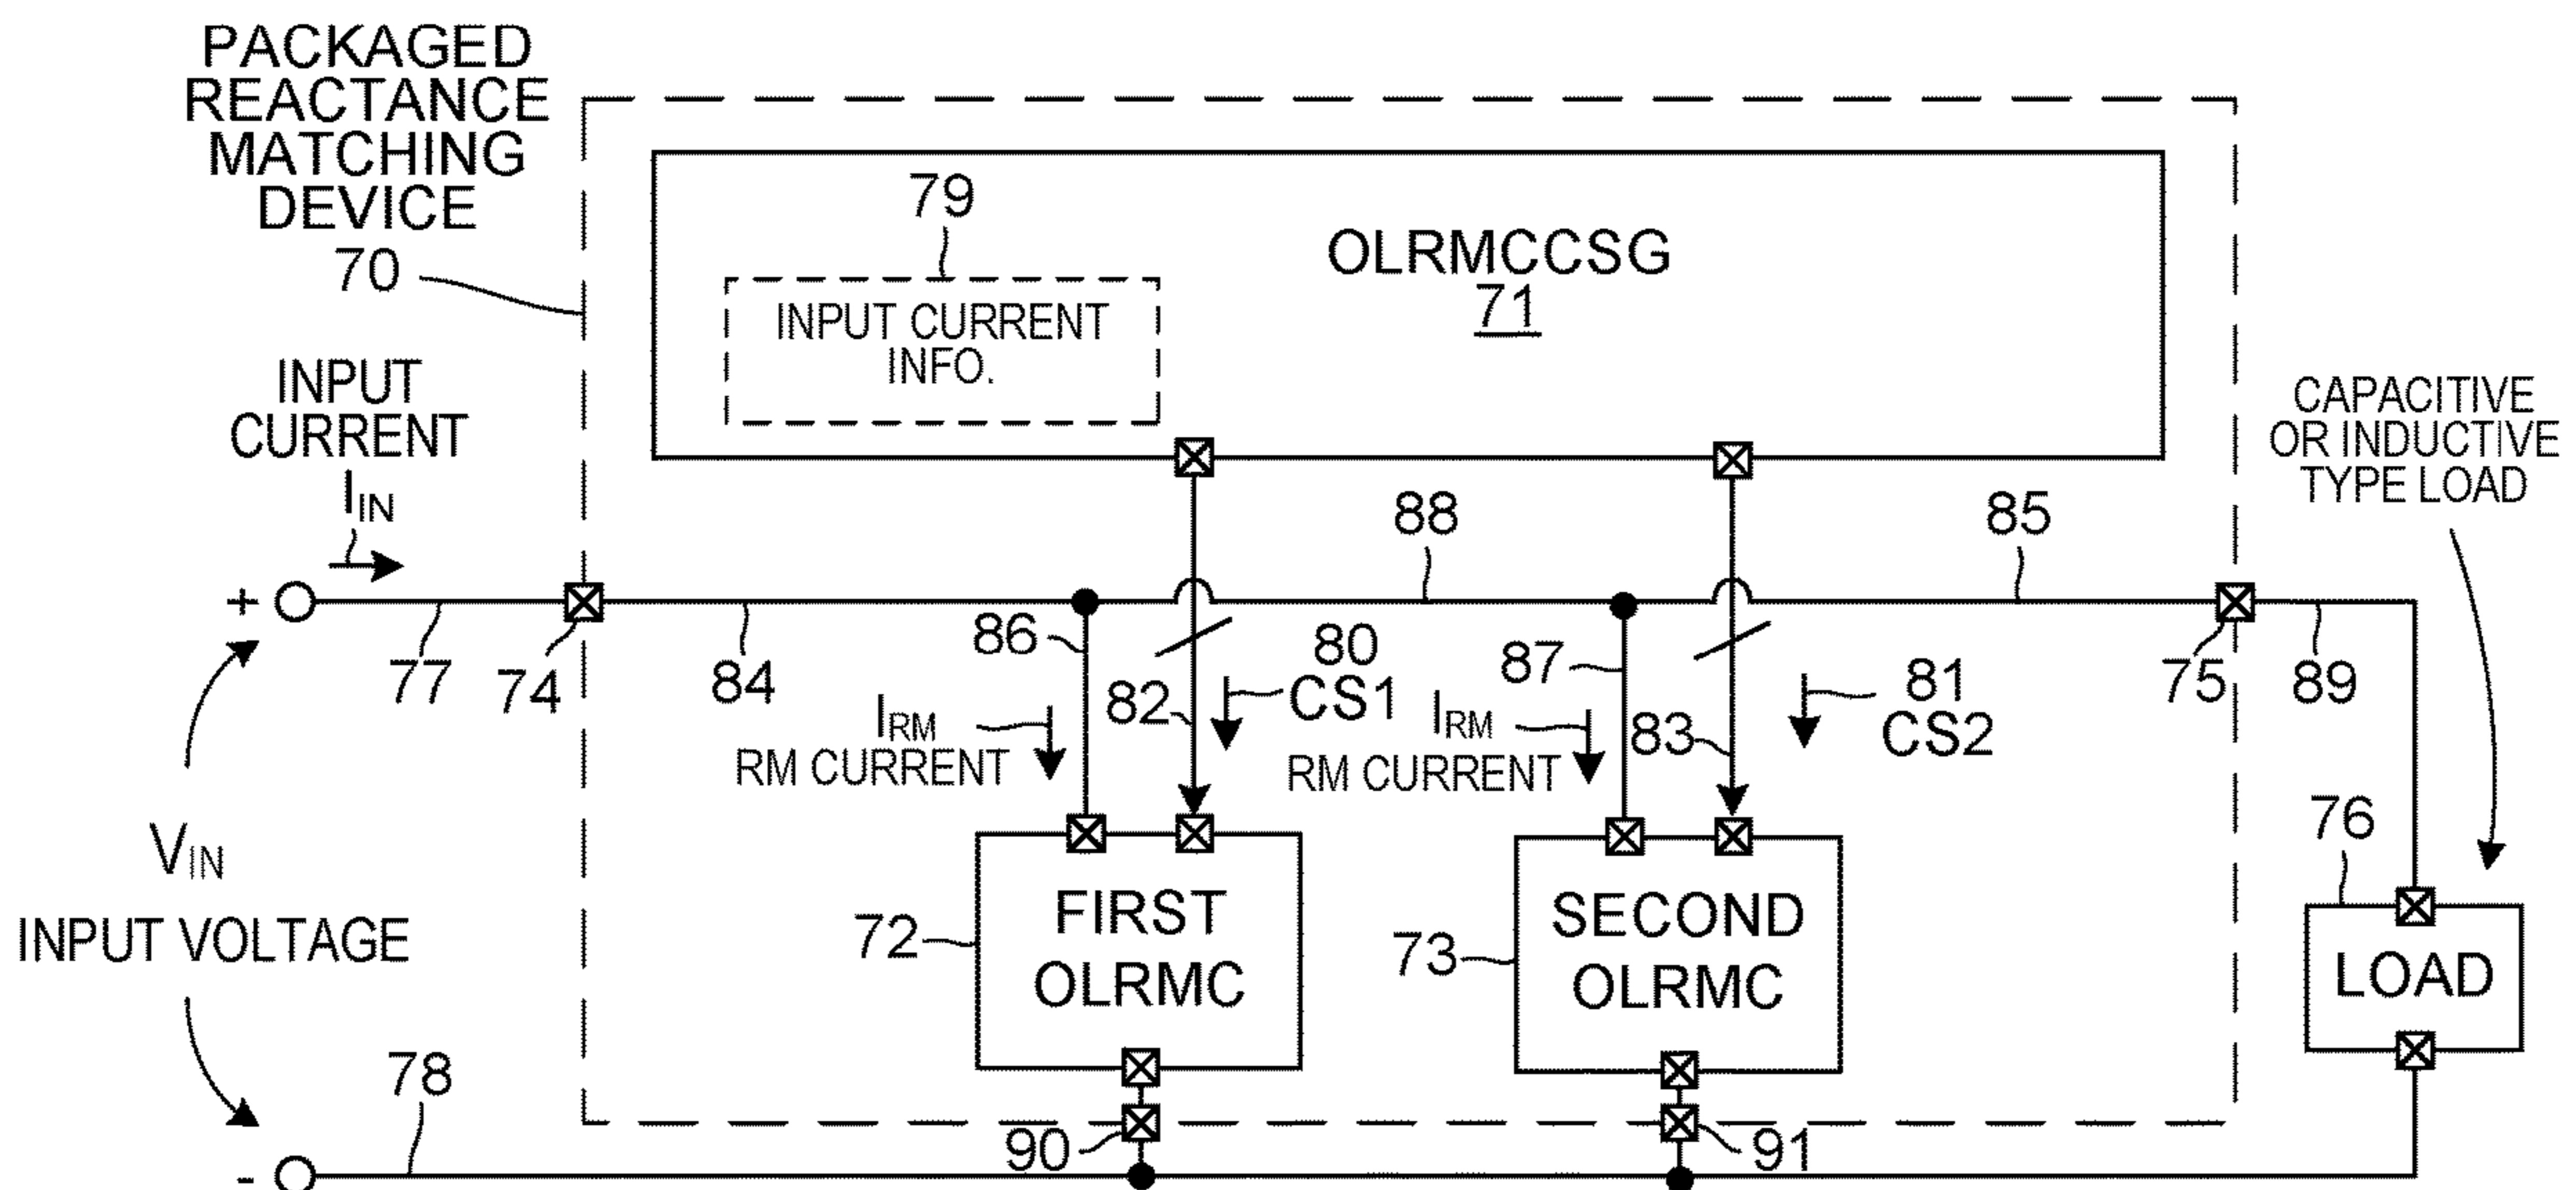 PACKAGED
REACTANCE
MATCHING
DEVICE
70
79
INPUT CURRENT
INFO.
OLRMCCSG
71
INPUT
CURRENT
IIN
CAPACITIVE
OR INDUCTIVE
TYPE LOAD
88
85
+
77
74
84
86
82
80
CS1
87
83
81
CS2
75
89
IRM
RM CURRENT
IRM
RM CURRENT
VIN
INPUT VOLTAGE
72
FIRST
OLRMC
73
SECOND
OLRMC
76
LOAD
78
90
91
-